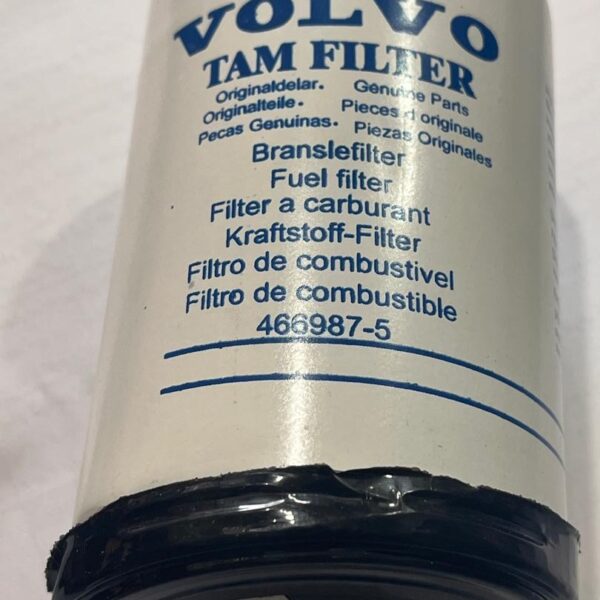 VOLVO
TAM FILTER
Originaldelar. Genuine Parts
Originalteile. Pieces d originale
Pecas Genuinas. Piezas Originales
Branslefilter
Fuel filter
Filter a carburant
Kraftstoff-Filter
Filtro de combustivel
Filtro de combustible
466987-5